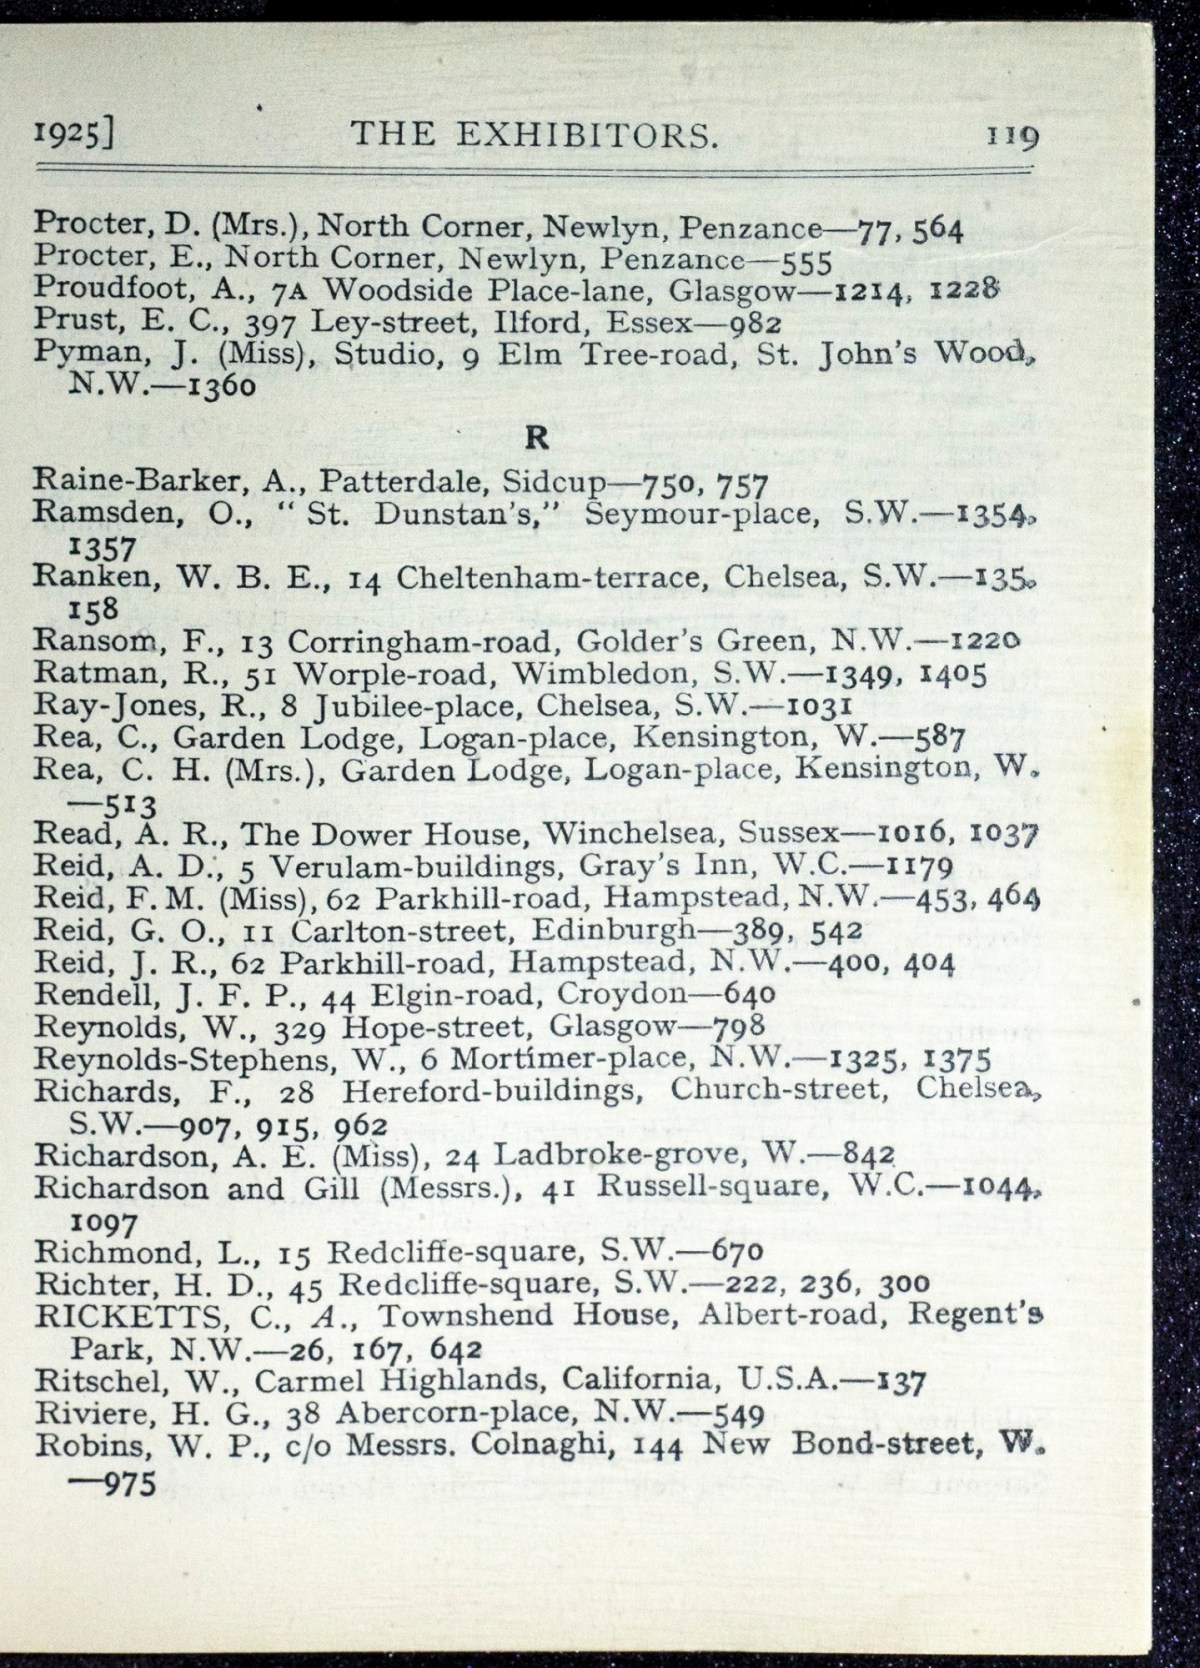 1925] THE EXHIBITORS. 119
Procter, D. (Mrs.), North Corner, Newlyn, Penzance—77, 564
Procter, E., North Corner, Newlyn, Penzance—555
Proudfoot, A., 7A Woodside Place-lane, Glasgow—1214, 1228
Prust, E. C., 397 Ley-street, Ilford, Essex—982
Pyman, J. (Miss), Studio, 9 Elm Tree-road, St. John's Wood,
N.W.—1360
R
Raine-Barker, A., Patterdale, Sidcup—750, 757
Ramsden, O., "St. Dunstan's," Seymour-place, S.W.—1354,
1357
Ranken, W. B. E., 14 Cheltenham-terrace, Chelsea, S.W.—135,
158
Ransom, F., 13 Corringham-road, Golder's Green, N.W.—1220
Ratman, R., 51 Worple-road, Wimbledon, S.W.—1349, 1405
Ray-Jones, R., 8 Jubilee-place, Chelsea, S.W.—1031
Rea, C., Garden Lodge, Logan-place, Kensington, W.—587
Rea, C. H. (Mrs.), Garden Lodge, Logan-place, Kensington, W.
—513
Read, A. R., The Dower House, Winchelsea, Sussex—1016, 1037
Reid, A. D., 5 Verulam-buildings, Gray's Inn, W.C.—1179
Reid, F. M. (Miss), 62 Parkhill-road, Hampstead, N.W.—453, 464
Reid, G. O., 11 Carlton-street, Edinburgh—389, 542
Reid, J. R., 62 Parkhill-road, Hampstead, N.W.—400, 404
Rendell, J. F. P., 44 Elgin-road, Croydon—640
Reynolds, W., 329 Hope-street, Glasgow—798
Reynolds-Stephens, W., 6 Mortimer-place, N.W.—1325, 1375
Richards, F., 28 Hereford-buildings, Church-street, Chelsea,
S.W.—907, 915, 962
Richardson, A. E. (Miss), 24 Ladbroke-grove, W.—842
Richardson and Gill (Messrs.), 41 Russell-square, W.C.—1044,
1097
Richmond, L., 15 Redcliffe-square, S.W.—670
Richter, H. D., 45 Redcliffe-square, S.W.—222, 236, 300
RICKETTS, C., A., Townshend House, Albert-road, Regent's
Park, N.W.—26, 167, 642
Ritschel, W., Carmel Highlands, California, U.S.A.—137
Riviere, H. G., 38 Abercorn-place, N.W.—549
Robins, W. P., c/o Messrs. Colnaghi, 144 New Bond-street, W.
—975